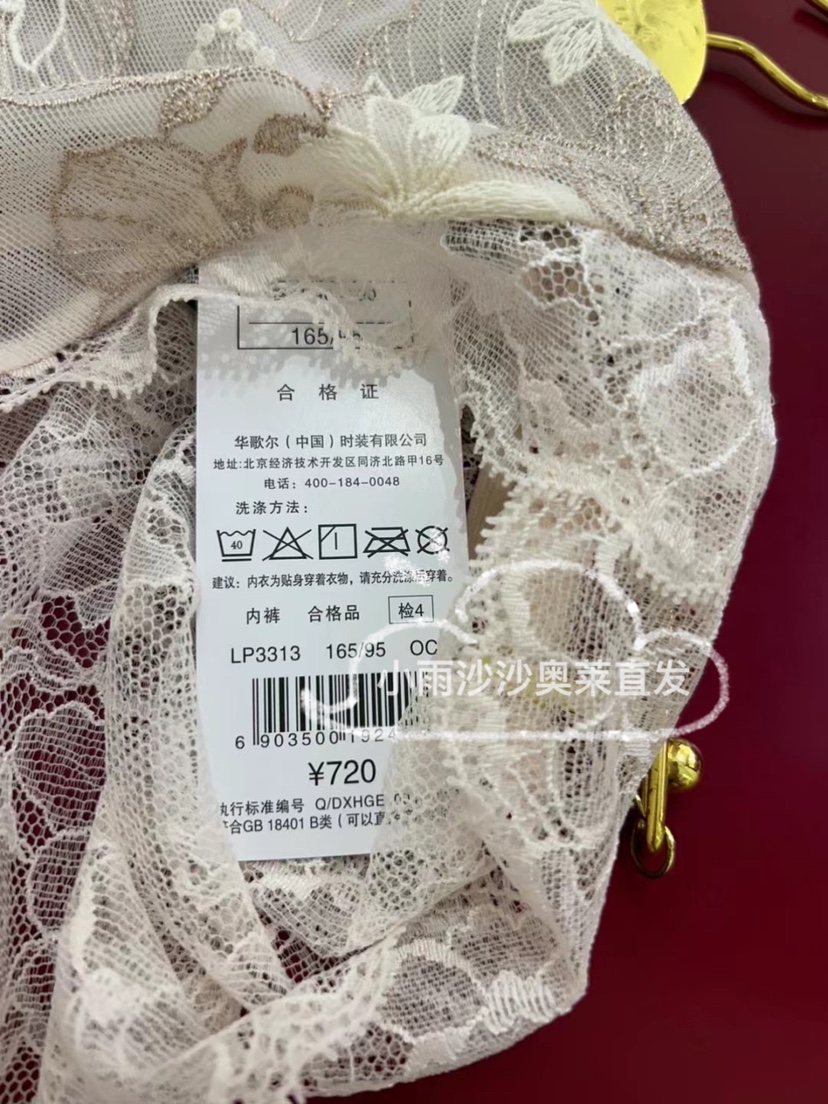 165/95
合格证
华歌尔（中国）时装有限公司
地址:北京经济技术开发区同济北路甲16号
电话：400-184-0048
洗涤方法：
40
建议：内衣为贴身穿着衣物，请充分洗涤后穿着。
内裤 合格品 检4
LP3313 165/95 OC
小雨沙沙奥莱直发
6 903500 1924
¥720
执行标准编号 Q/DXHGE
符合GB 18401 B类（可以直